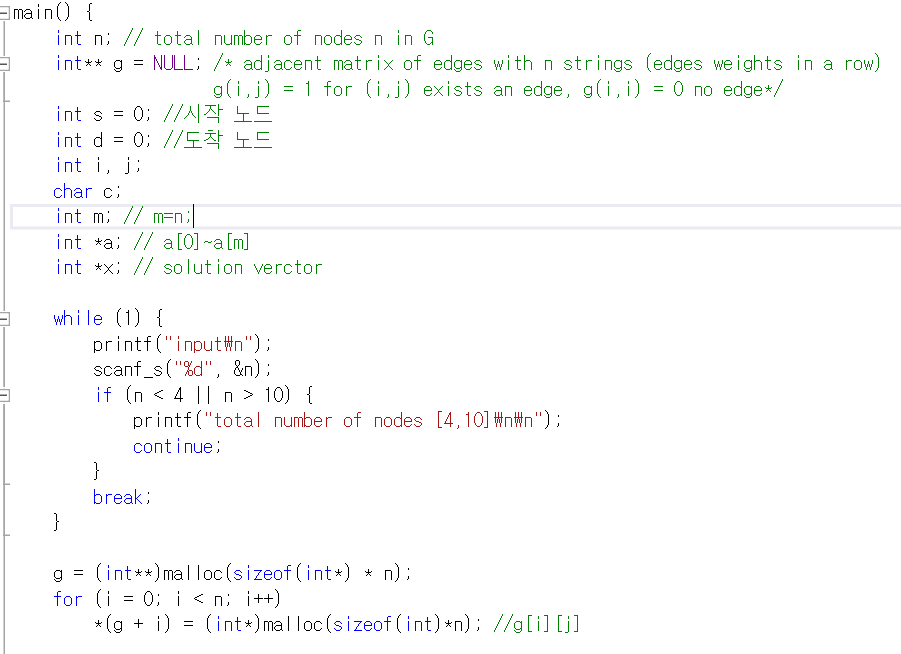 main() {
int n; // total number of nodes n in G
int** g = NULL; /* adjacent matrix of edges with n strings (edges weights in a row)
g(i,j) = 1 for (i,j) exists an edge, g(i,i) = 0 no edge*/
int s = 0; //시작 노드
int d = 0; //도착 노드
int i, j;
char c;
int m; // m=n;
int *a; // a[0]~a[m]
int *x; // solution verctor
while (1) {
printf("input₩n");
scanf_s("%d", &n);
if (n < 4 || n > 10) {
printf("total number of nodes [4,10]₩n₩n");
continue;
}
break;
}
g = (int**)malloc(sizeof(int*) * n);
for (i = 0; i < n; i++)
*(g + i) = (int*)malloc(sizeof(int)*n); //g[i][j]